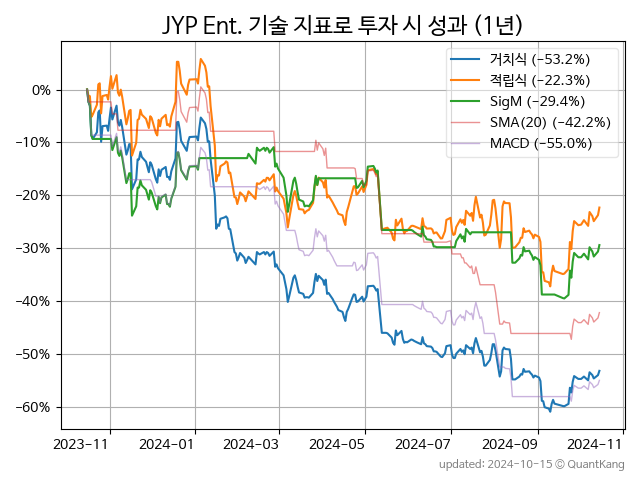 JYP Ent. 기술 지표로 투자 시 성과 (1년)
거치식 (−53.2%)
적립식 (−22.3%)
SigM (−29.4%)
SMA(20) (−42.2%)
MACD (−55.0%)
0%
−10%
−20%
−30%
−40%
−50%
−60%
2023-11 2024-01 2024-03 2024-05 2024-07 2024-09 2024-11
updated: 2024-10-15 © QuantKang